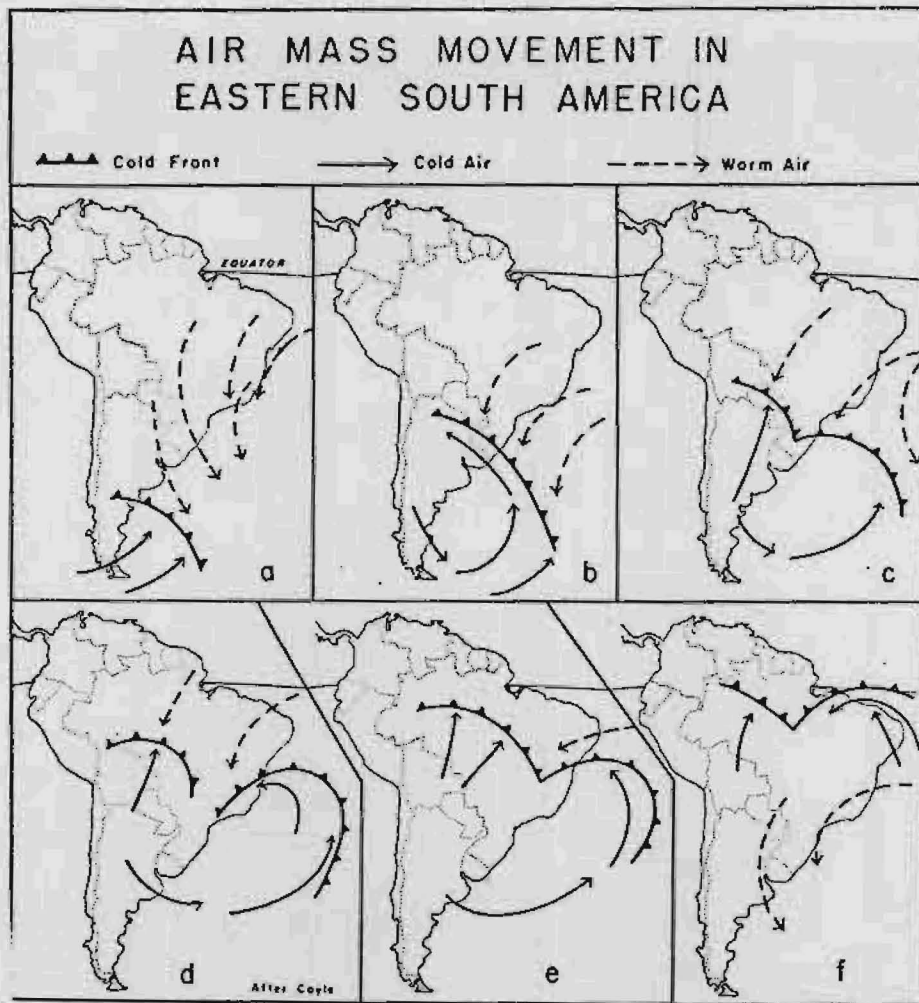 AIR MASS MOVEMENT IN
EASTERN SOUTH AMERICA
Cold Front Cold Air Worm Air
EQUATOR
a b c
d e f
After Coyle